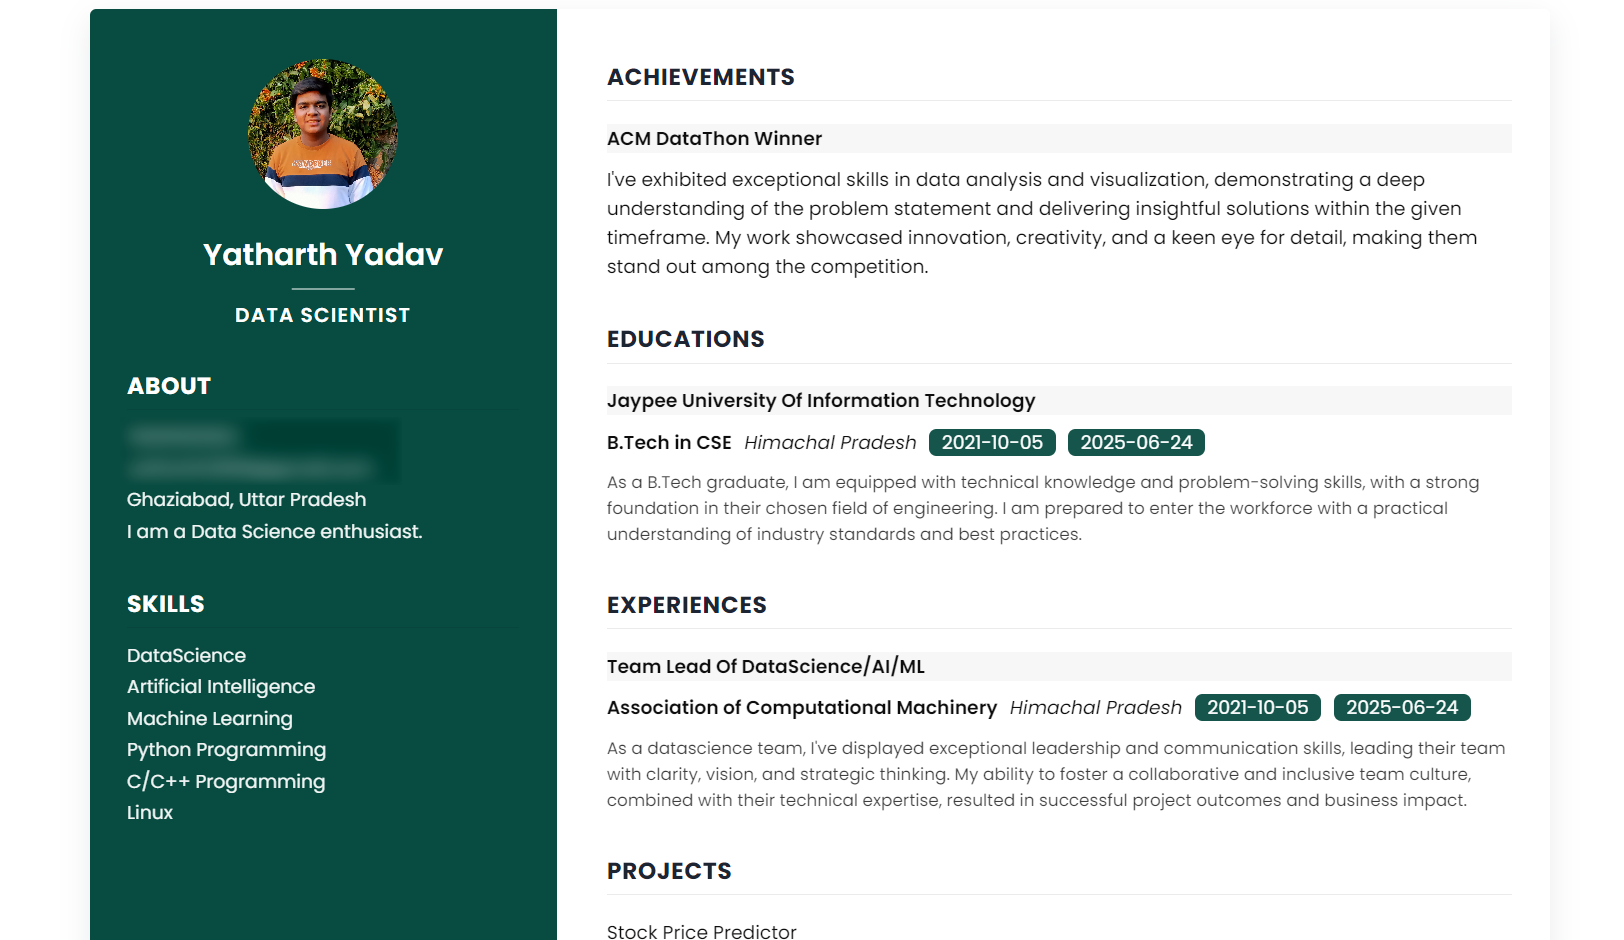 Yatharth Yadav
DATA SCIENTIST
ABOUT
Ghaziabad, Uttar Pradesh
I am a Data Science enthusiast.
SKILLS
DataScience
Artificial Intelligence
Machine Learning
Python Programming
C/C++ Programming
Linux
ACHIEVEMENTS
ACM DataThon Winner
I've exhibited exceptional skills in data analysis and visualization, demonstrating a deep
understanding of the problem statement and delivering insightful solutions within the given
timeframe. My work showcased innovation, creativity, and a keen eye for detail, making them
stand out among the competition.
EDUCATIONS
Jaypee University Of Information Technology
B.Tech in CSE Himachal Pradesh 2021-10-05 2025-06-24
As a B.Tech graduate, I am equipped with technical knowledge and problem-solving skills, with a strong
foundation in their chosen field of engineering. I am prepared to enter the workforce with a practical
understanding of industry standards and best practices.
EXPERIENCES
Team Lead Of DataScience/AI/ML
Association of Computational Machinery Himachal Pradesh 2021-10-05 2025-06-24
As a datascience team, I've displayed exceptional leadership and communication skills, leading their team
with clarity, vision, and strategic thinking. My ability to foster a collaborative and inclusive team culture,
combined with their technical expertise, resulted in successful project outcomes and business impact.
PROJECTS
Stock Price Predictor